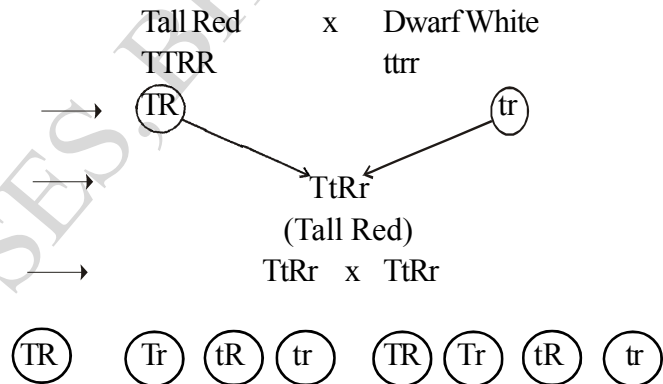 Tall Red x Dwarf White
TTRR ttrr
TR tr
TtRr
(Tall Red)
TtRr x TtRr
TR Tr tR tr TR Tr tR tr